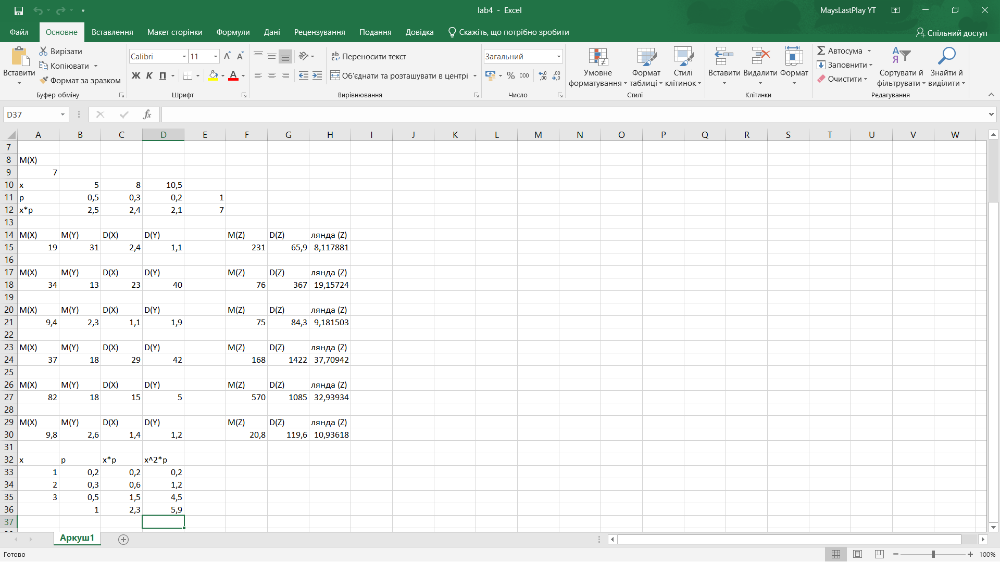 lab4 - Excel
MaysLastPlay YT
Файл Основне Вставлення Макет сторінки Формули Дані Рецензування Подання Довідка Скажіть, що потрібно зробити Спільний доступ
Вставити
Вирізати
Копіювати
Формат за зразком
Буфер обміну
Calibri 11
Ж К П
Шрифт
Переносити текст
Об'єднати та розташувати в центрі
Вирівнювання
Загальний
% 000
Число
Умовне форматування
Формат таблиці
Стилі клітинок
Стилі
Вставити Видалити Формат
Клітинки
Автосума
Заповнити
Очистити
Сортувати й фільтрувати
Знайти й виділити
Редагування
D37
fx
A B C D E F G H I J K L M N O P Q R S T U V W
7
8 M(X)
9 7
10 x 5 8 10,5
11 p 0,5 0,3 0,2 1
12 x*p 2,5 2,4 2,1 7
13
14 M(X) M(Y) D(X) D(Y) M(Z) D(Z) лянда (Z)
15 19 31 2,4 1,1 231 65,9 8,117881
16
17 M(X) M(Y) D(X) D(Y) M(Z) D(Z) лянда (Z)
18 34 13 23 40 76 367 19,15724
19
20 M(X) M(Y) D(X) D(Y) M(Z) D(Z) лянда (Z)
21 9,4 2,3 1,1 1,9 75 84,3 9,181503
22
23 M(X) M(Y) D(X) D(Y) M(Z) D(Z) лянда (Z)
24 37 18 29 42 168 1422 37,70942
25
26 M(X) M(Y) D(X) D(Y) M(Z) D(Z) лянда (Z)
27 82 18 15 5 570 1085 32,93934
28
29 M(X) M(Y) D(X) D(Y) M(Z) D(Z) лянда (Z)
30 9,8 2,6 1,4 1,2 20,8 119,6 10,93618
31
32 x p x*p x^2*p
33 1 0,2 0,2 0,2
34 2 0,3 0,6 1,2
35 3 0,5 1,5 4,5
36 1 2,3 5,9
37
Аркуш1
Готово
100%